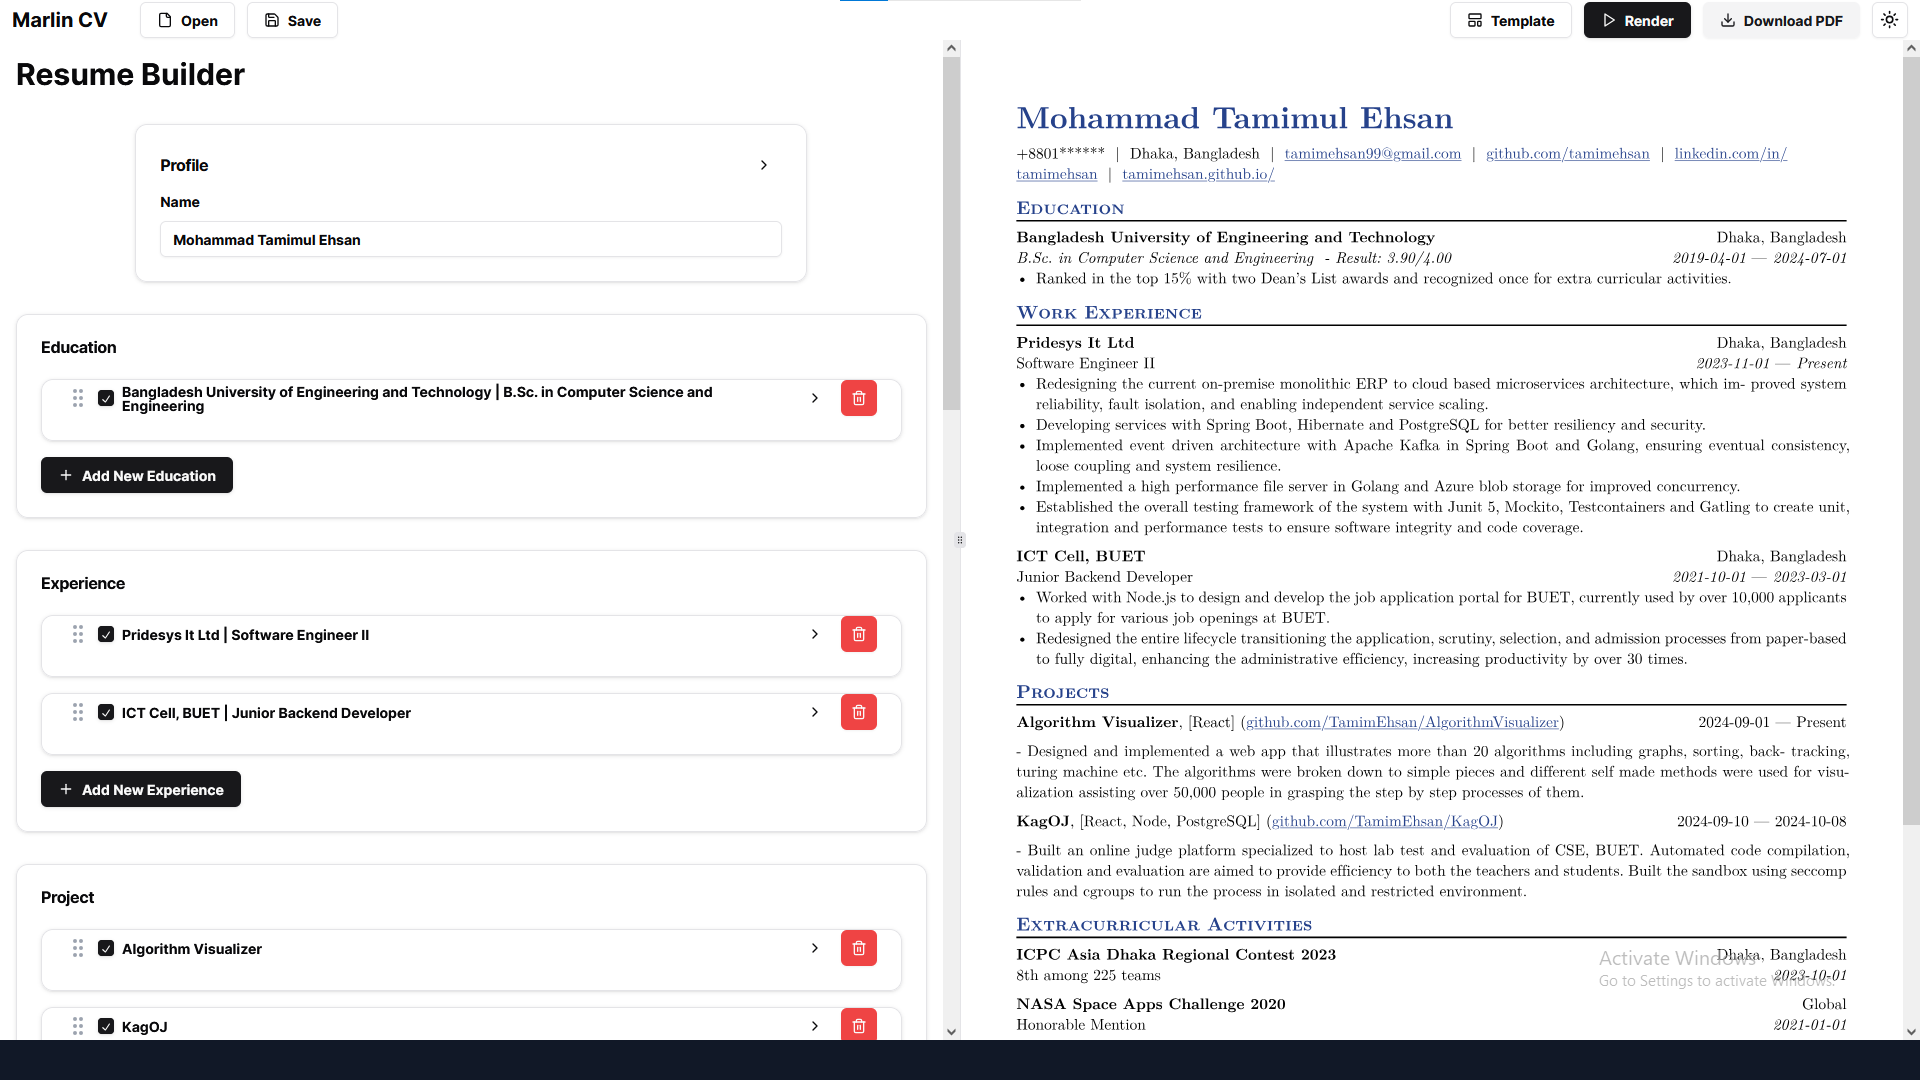 Marlin CV
Open
Save
Template
Render
Download PDF
Resume Builder
Profile
Name
Mohammad Tamimul Ehsan
Education
Bangladesh University of Engineering and Technology | B.Sc. in Computer Science and
Engineering
Add New Education
Experience
Pridesys It Ltd | Software Engineer II
ICT Cell, BUET | Junior Backend Developer
Add New Experience
Project
Algorithm Visualizer
KagOJ
Mohammad Tamimul Ehsan
+8801****** | Dhaka, Bangladesh | tamimehsan99@gmail.com | github.com/tamimehsan | linkedin.com/in/
tamimehsan | tamimehsan.github.io/
Education
Bangladesh University of Engineering and Technology Dhaka, Bangladesh
B.Sc. in Computer Science and Engineering - Result: 3.90/4.00 2019-04-01 — 2024-07-01
• Ranked in the top 15% with two Dean's List awards and recognized once for extra curricular activities.
Work Experience
Pridesys It Ltd Dhaka, Bangladesh
Software Engineer II 2023-11-01 — Present
• Redesigning the current on-premise monolithic ERP to cloud based microservices architecture, which im- proved system
reliability, fault isolation, and enabling independent service scaling.
• Developing services with Spring Boot, Hibernate and PostgreSQL for better resiliency and security.
• Implemented event driven architecture with Apache Kafka in Spring Boot and Golang, ensuring eventual consistency,
loose coupling and system resilience.
• Implemented a high performance file server in Golang and Azure blob storage for improved concurrency.
• Established the overall testing framework of the system with Junit 5, Mockito, Testcontainers and Gatling to create unit,
integration and performance tests to ensure software integrity and code coverage.
ICT Cell, BUET Dhaka, Bangladesh
Junior Backend Developer 2021-10-01 — 2023-03-01
• Worked with Node.js to design and develop the job application portal for BUET, currently used by over 10,000 applicants
to apply for various job openings at BUET.
• Redesigned the entire lifecycle transitioning the application, scrutiny, selection, and admission processes from paper-based
to fully digital, enhancing the administrative efficiency, increasing productivity by over 30 times.
Projects
Algorithm Visualizer, [React] (github.com/TamimEhsan/AlgorithmVisualizer) 2024-09-01 — Present
- Designed and implemented a web app that illustrates more than 20 algorithms including graphs, sorting, back- tracking,
turing machine etc. The algorithms were broken down to simple pieces and different self made methods were used for visu-
alization assisting over 50,000 people in grasping the step by step processes of them.
KagOJ, [React, Node, PostgreSQL] (github.com/TamimEhsan/KagOJ) 2024-09-10 — 2024-10-08
- Built an online judge platform specialized to host lab test and evaluation of CSE, BUET. Automated code compilation,
validation and evaluation are aimed to provide efficiency to both the teachers and students. Built the sandbox using seccomp
rules and cgroups to run the process in isolated and restricted environment.
Extracurricular Activities
ICPC Asia Dhaka Regional Contest 2023 Dhaka, Bangladesh
8th among 225 teams 2023-10-01
NASA Space Apps Challenge 2020 Global
Honorable Mention 2021-01-01
Activate Windows
Go to Settings to activate Windows.